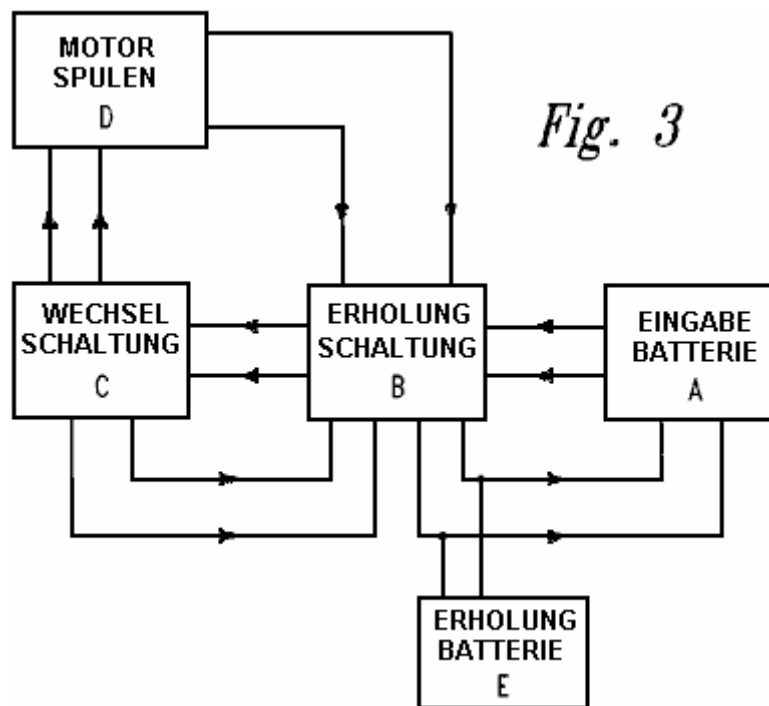 MOTOR
SPULEN
D
Fig. 3
WECHSEL
SCHALTUNG
C
ERHOLUNG
SCHALTUNG
B
EINGABE
BATTERIE
A
ERHOLUNG
BATTERIE
E